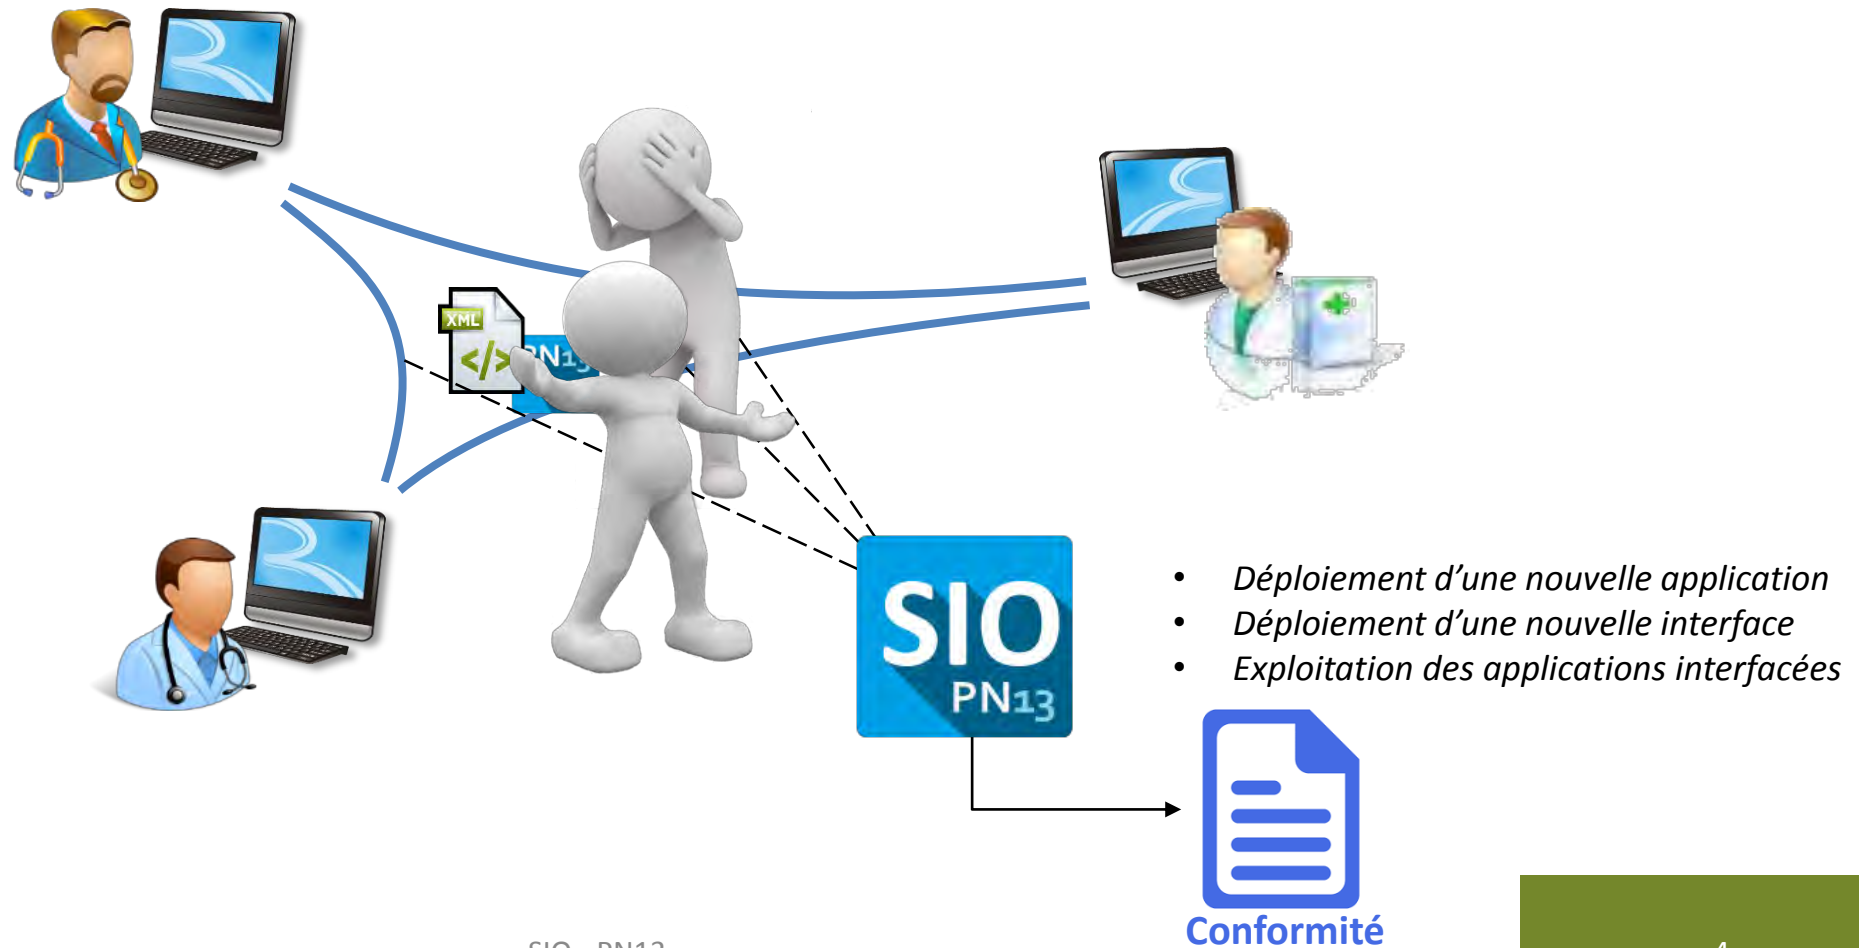 XML
</>
SIO
PN13
• Déploiement d’une nouvelle application
• Déploiement d’une nouvelle interface
• Exploitation des applications interfacées
Conformité